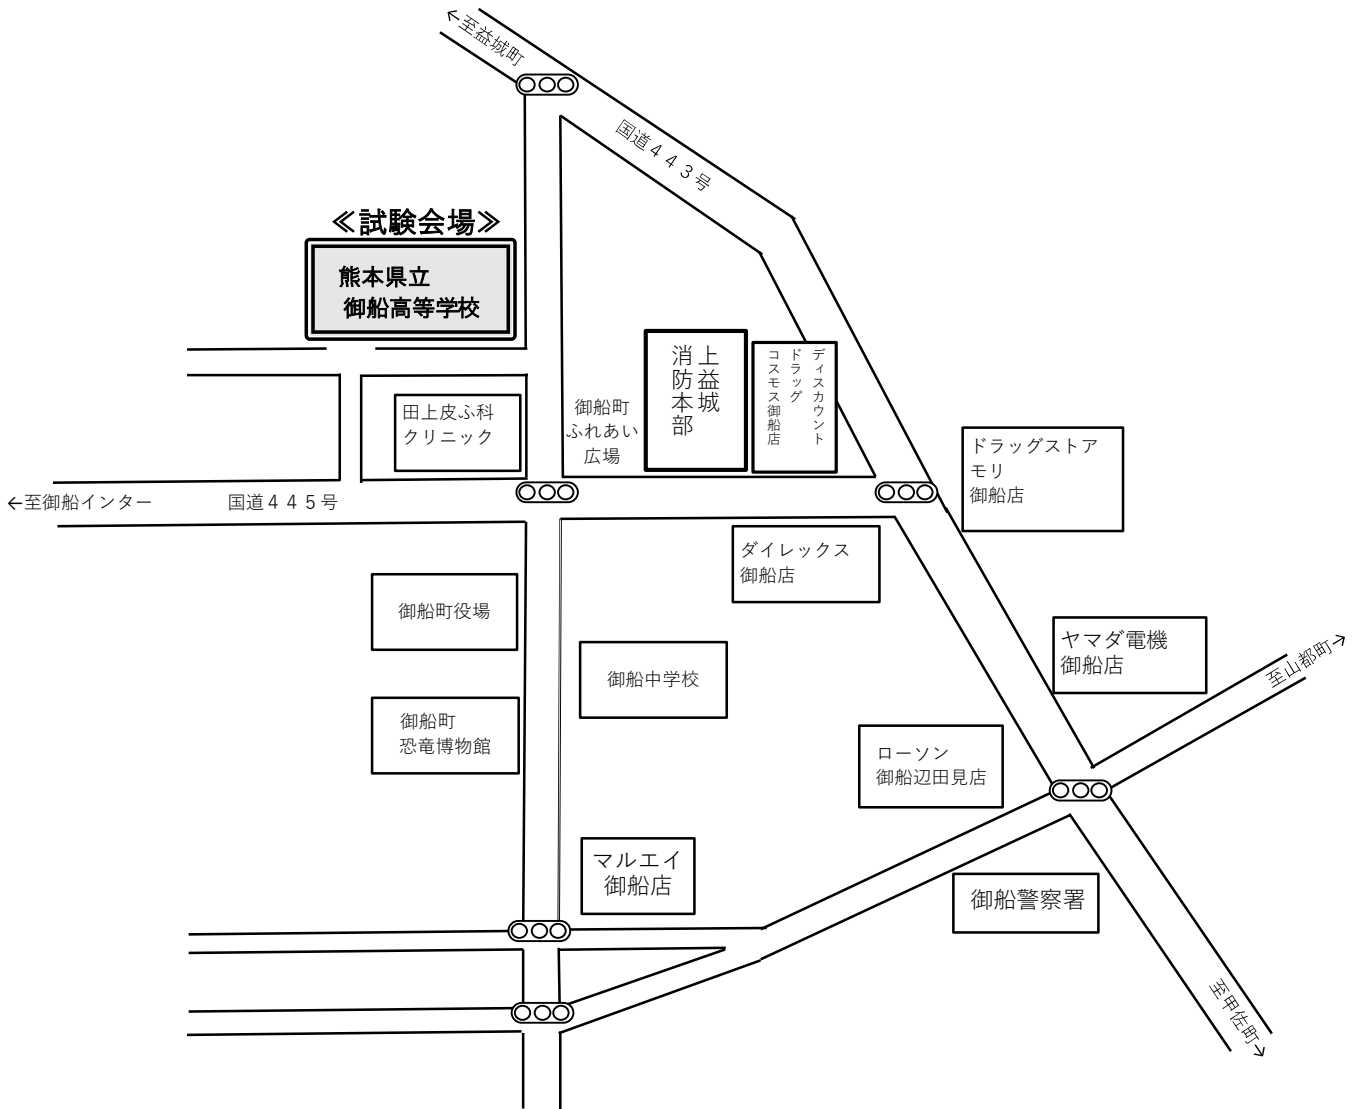 ←至益城町
国道４４３号
≪試験会場≫
熊本県立
御船高等学校
田上皮ふ科
クリニック
御船町
ふれあい
広場
上益城
消防本部
ディスカウント
ドラッグ
コスモス御船店
ドラッグストア
モリ
御船店
←至御船インター
国道４４５号
ダイレックス
御船店
御船町役場
御船中学校
ヤマダ電機
御船店
至山都町→
御船町
恐竜博物館
ローソン
御船辺田見店
マルエイ
御船店
御船警察署
至甲佐町→